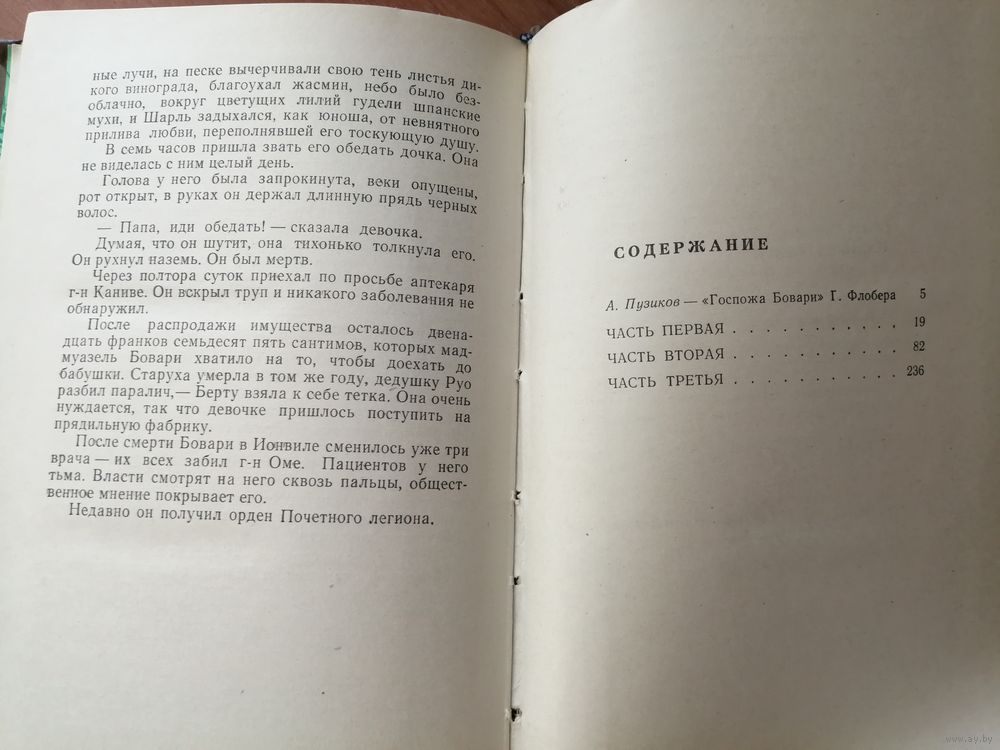 ные лучи, на песке вычерчивали свою тень листья ди-
кого винограда, благоухал жасмин, небо было без-
облачно, вокруг цветущих лилий гудели шпанские
мухи, и Шарль задыхался, как юноша, от невнятного
прилива любви, переполнявшей его тоскующую душу.
В семь часов пришла звать его обедать дочка. Она
не виделась с ним целый день.
Голова у него была запрокинута, веки опущены,
рот открыт, в руках он держал длинную прядь черных
волос.
— Папа, иди обедать! — сказала девочка.
Думая, что он шутит, она тихонько толкнула его.
Он рухнул наземь. Он был мертв.
Через полтора суток приехал по просьбе аптекаря
г-н Каниве. Он вскрыл труп и никакого заболевания не
обнаружил.
После распродажи имущества осталось двена-
дцать франков семьдесят пять сантимов, которых мад-
муазель Бовари хватило на то, чтобы доехать до
бабушки. Старуха умерла в том же году, дедушку Руо
разбил паралич,— Берту взяла к себе тетка. Она очень
нуждается, так что девочке пришлось поступить на
прядильную фабрику.
После смерти Бовари в Ионвиле сменилось уже три
врача — их всех забил г-н Оме. Пациентов у него
тьма. Власти смотрят на него сквозь пальцы, общест-
венное мнение покрывает его.
Недавно он получил орден Почетного легиона.
СОДЕРЖАНИЕ
А. Пузиков — «Госпожа Бовари» Г. Флобера 5
ЧАСТЬ ПЕРВАЯ . . . . . . . . . . . 19
ЧАСТЬ ВТОРАЯ . . . . . . . . . . . 82
ЧАСТЬ ТРЕТЬЯ . . . . . . . . . . . 236
www.ay.by